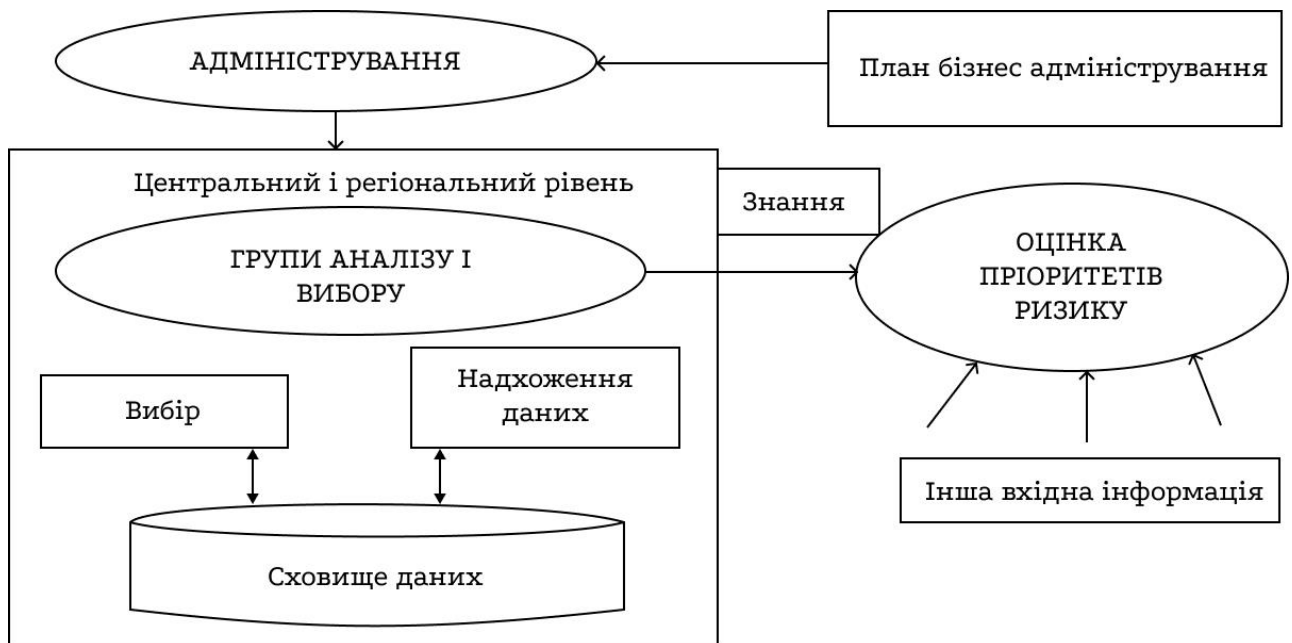 АДМІНІСТРУВАННЯ
План бізнес адміністрування
Центральний і регіональний рівень
Знання
ГРУПИ АНАЛІЗУ І
ВИБОРУ
ОЦІНКА
ПРІОРИТЕТІВ
РИЗИКУ
Вибір
Надхоження
даних
Інша вхідна інформація
Сховище даних